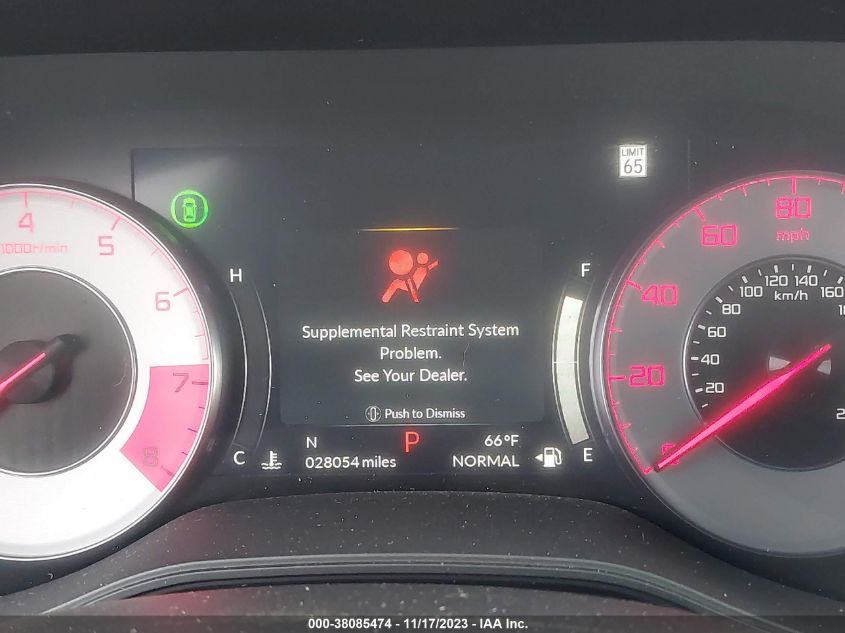 LIMIT
65
4
1000r/min
5
6
7
8
H
C
Supplemental Restraint System
Problem.
See Your Dealer.
Push to Dismiss
N
028054 miles
P
66°F
NORMAL
F
E
80
mph
60
40
20
0
120 140
100 160
km/h
80
60
40
20
000-38085474 - 11/17/2023 - IAA Inc.